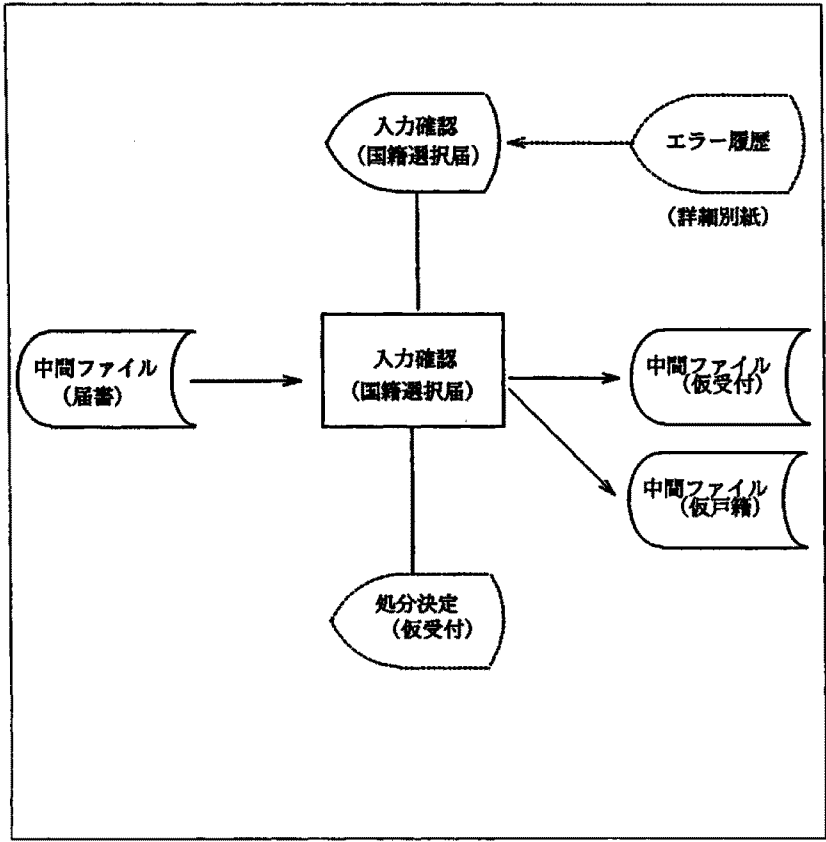 入力確認
（国籍選択届）
エラー履歴
（詳細別紙）
中間ファイル
（届書）
入力確認
（国籍選択届）
中間ファイル
（仮受付）
中間ファイル
（仮戸籍）
処分決定
（仮受付）